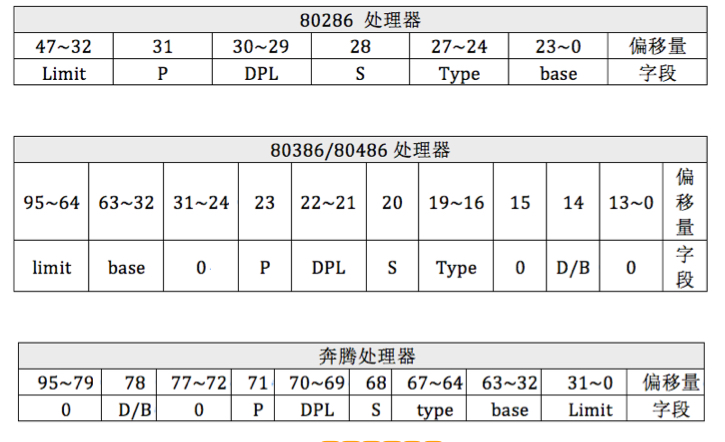 80286 处理器
47~32 31 30~29 28 27~24 23~0 偏移量
Limit P DPL S Type base 字段
80386/80486 处理器
95~64 63~32 31~24 23 22~21 20 19~16 15 14 13~0 偏移量
limit base 0 P DPL S Type 0 D/B 0 字段
奔腾处理器
95~79 78 77~72 71 70~69 68 67~64 63~32 31~0 偏移量
0 D/B 0 P DPL S type base Limit 字段